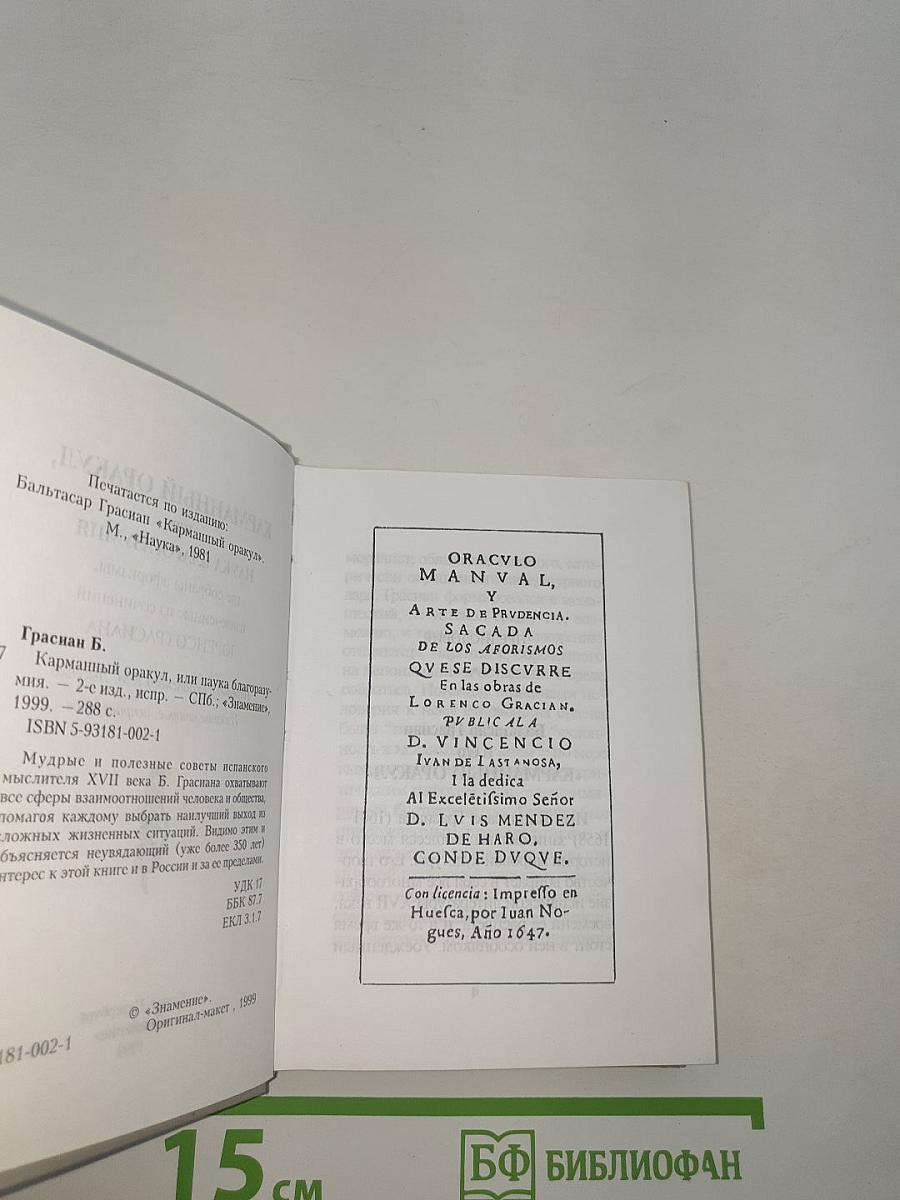 Печатается по изданию:
Бальтасар Грасиан «Карманный оракул».
М., «Наука», 1981
Грасиан Б.
7
Карманный оракул, или наука благоразу-
мия. — 2-е изд., испр. — СПб.; «Знамение»,
1999. —288 с.
ISBN 5-93181-002-1
Мудрые и полезные советы испанского
мыслителя XVII века Б. Грасиана охватывают
все сферы взаимоотношений человека и общества,
помагоя каждому выбрать наилучший выход из
сложных жизненных ситуаций. Видимо этим и
бъясняется неувядающий (уже более 350 лет)
нтерес к этой книге и в России и за ее пределами.
УДК 17
ББК 87.7
ЕКЛ 3.1.7
© «Знамение».
Оригинал-макет , 1999
181-002-1
ORACVLO
MANVAL,
Y
ARTE DE PRVDENCIA.
SACADA
DE LOS AFORISMOS
QVESE DISCVRRE
En las obras de
LORENCO GRACIAN.
PVBLICALA
D. VINCENCIO
IVAN DE LASTANOSA,
I la dedica
Al Excelētiſsimo Señor
D. LVIS MENDEZ
DE HARO,
CONDE DVQVE.
Con licencia: Impreſſo en
Hueſca, por Iuan No-
gues, Año 1647.
15 см
БФ БИБЛИОФАН